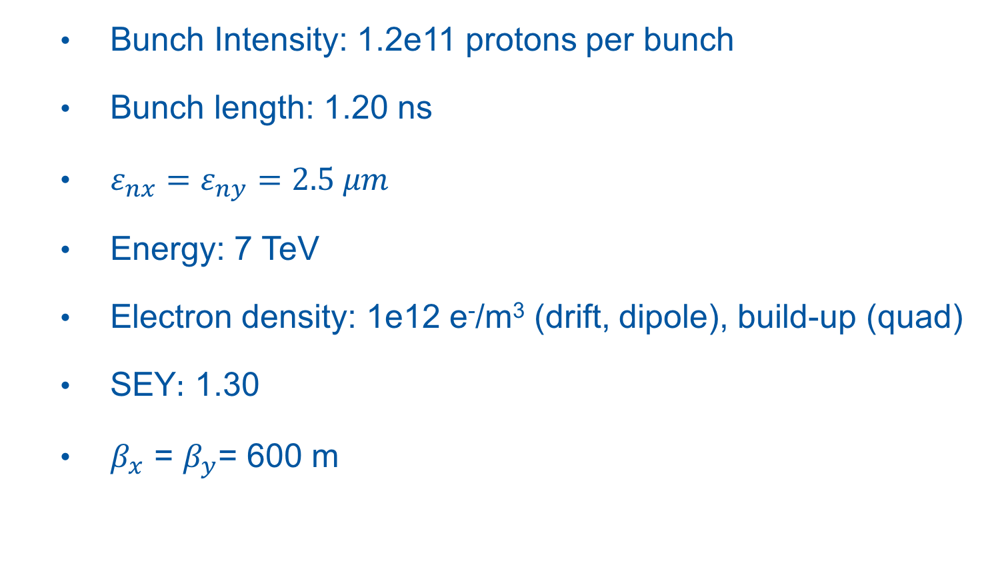 • Bunch Intensity: 1.2e11 protons per bunch
• Bunch length: 1.20 ns
• $\varepsilon_{nx} = \varepsilon_{ny} = 2.5\ \mu m$
• Energy: 7 TeV
• Electron density: 1e12 e⁻/m³ (drift, dipole), build-up (quad)
• SEY: 1.30
• $\beta_x$ = $\beta_y$= 600 m